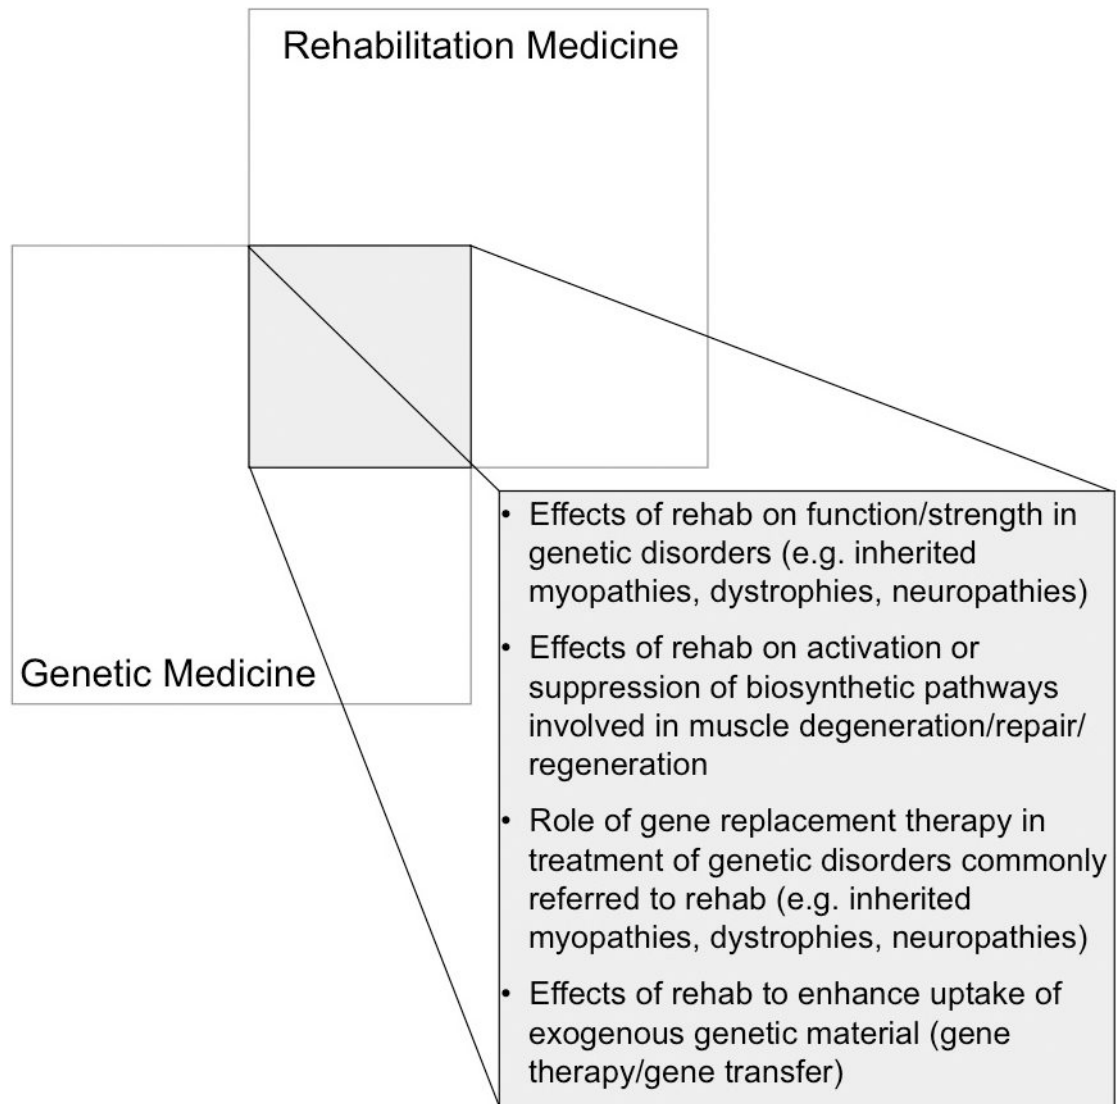 Rehabilitation Medicine
Genetic Medicine
• Effects of rehab on function/strength in
genetic disorders (e.g. inherited
myopathies, dystrophies, neuropathies)
• Effects of rehab on activation or
suppression of biosynthetic pathways
involved in muscle degeneration/repair/
regeneration
• Role of gene replacement therapy in
treatment of genetic disorders commonly
referred to rehab (e.g. inherited
myopathies, dystrophies, neuropathies)
• Effects of rehab to enhance uptake of
exogenous genetic material (gene
therapy/gene transfer)